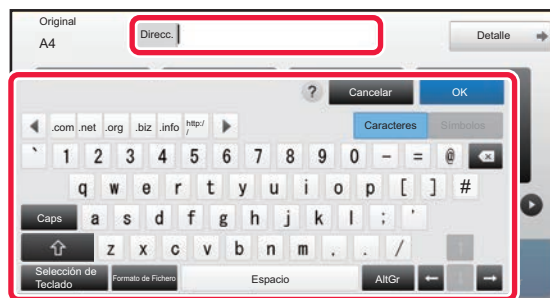 Original
A4
Direcc.
Detalle
? Cancelar OK
.com .net .org .biz .info http:/
/
Caracteres Símbolos
` 1 2 3 4 5 6 7 8 9 0 - = @
q w e r t y u i o p [ ] #
Caps a s d f g h j k l ; '
z x c v b n m , . /
Selección de
Teclado
Formato de Fichero Espacio AltGr